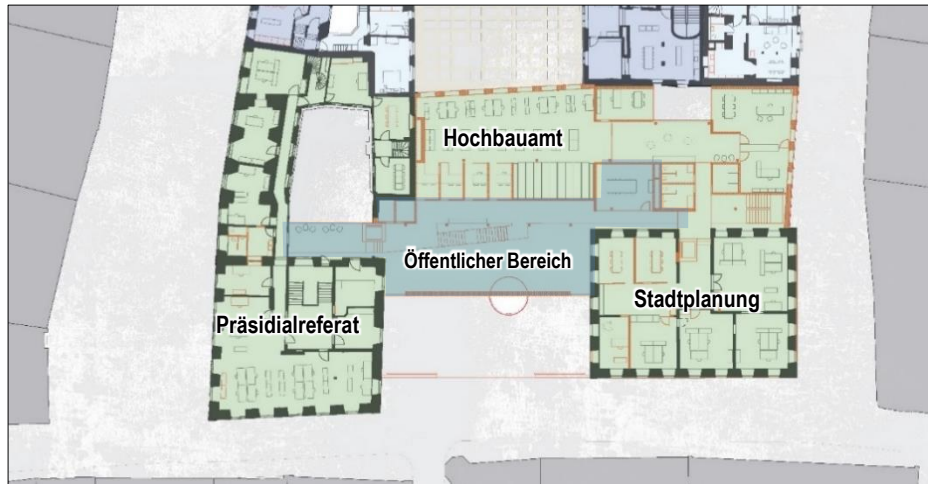 Hochbauamt
Öffentlicher Bereich
Stadtplanung
Präsidialreferat